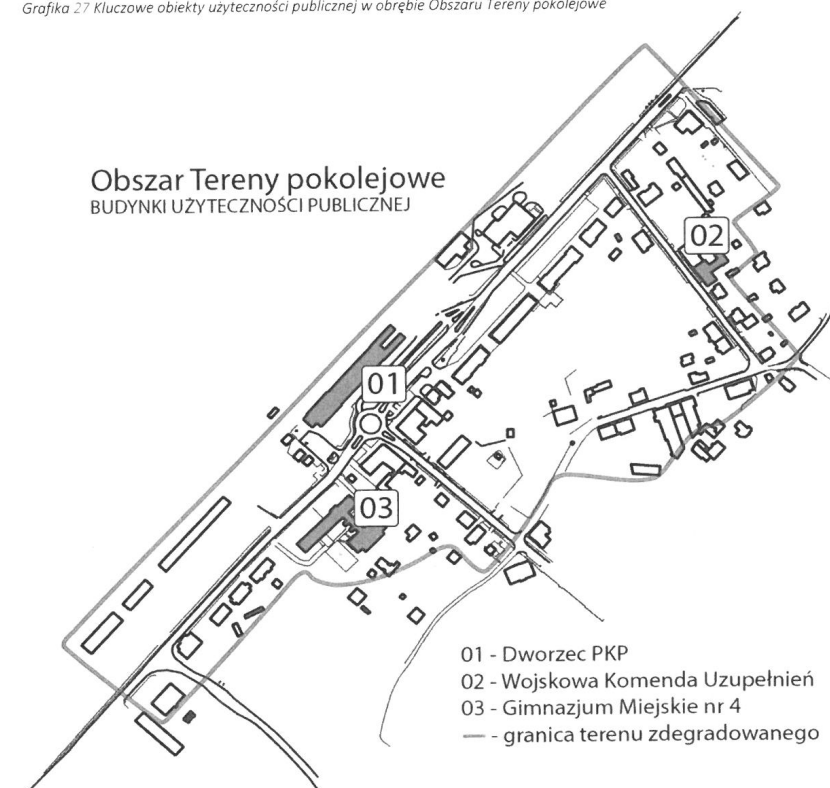 Grafika 27 Kluczowe obiekty użyteczności publicznej w obrębie Obszaru Tereny pokolejowe
Obszar Tereny pokolejowe
BUDYNKI UŻYTECZNOŚCI PUBLICZNEJ
02
01
03
01 - Dworzec PKP
02 - Wojskowa Komenda Uzupełnień
03 - Gimnazjum Miejskie nr 4
- granica terenu zdegradowanego